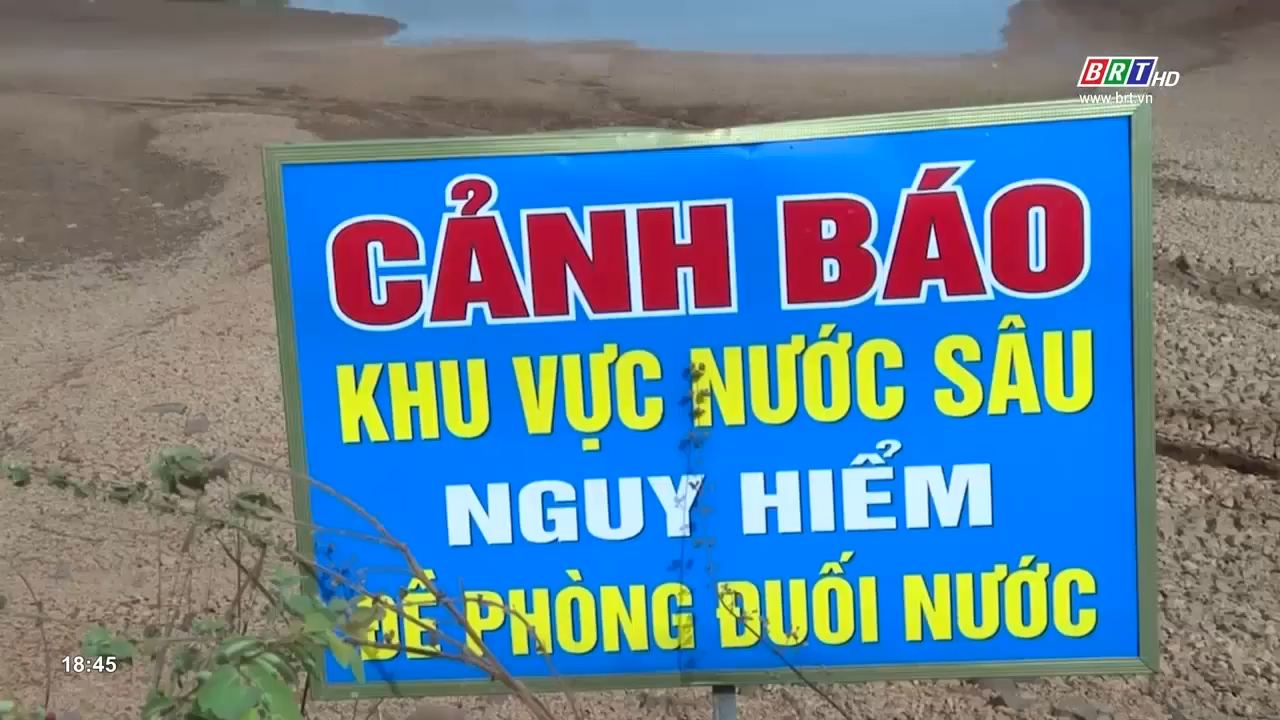 BRT HD
www.brt.vn
CẢNH BÁO
KHU VỰC NƯỚC SÂU
NGUY HIỂM
ĐỀ PHÒNG ĐUỐI NƯỚC
18:45